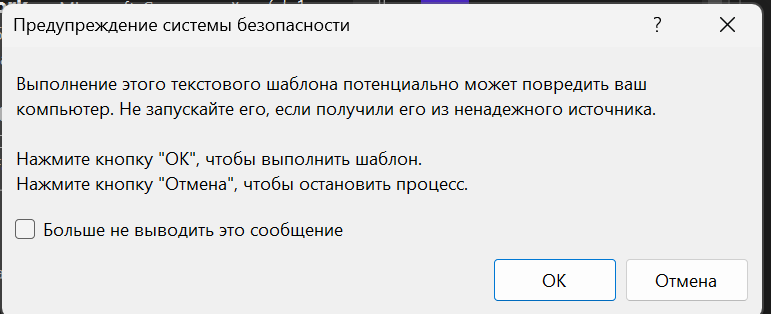 Предупреждение системы безопасности
Выполнение этого текстового шаблона потенциально может повредить ваш
компьютер. Не запускайте его, если получили его из ненадежного источника.
Нажмите кнопку "ОК", чтобы выполнить шаблон.
Нажмите кнопку "Отмена", чтобы остановить процесс.
Больше не выводить это сообщение
ОК
Отмена